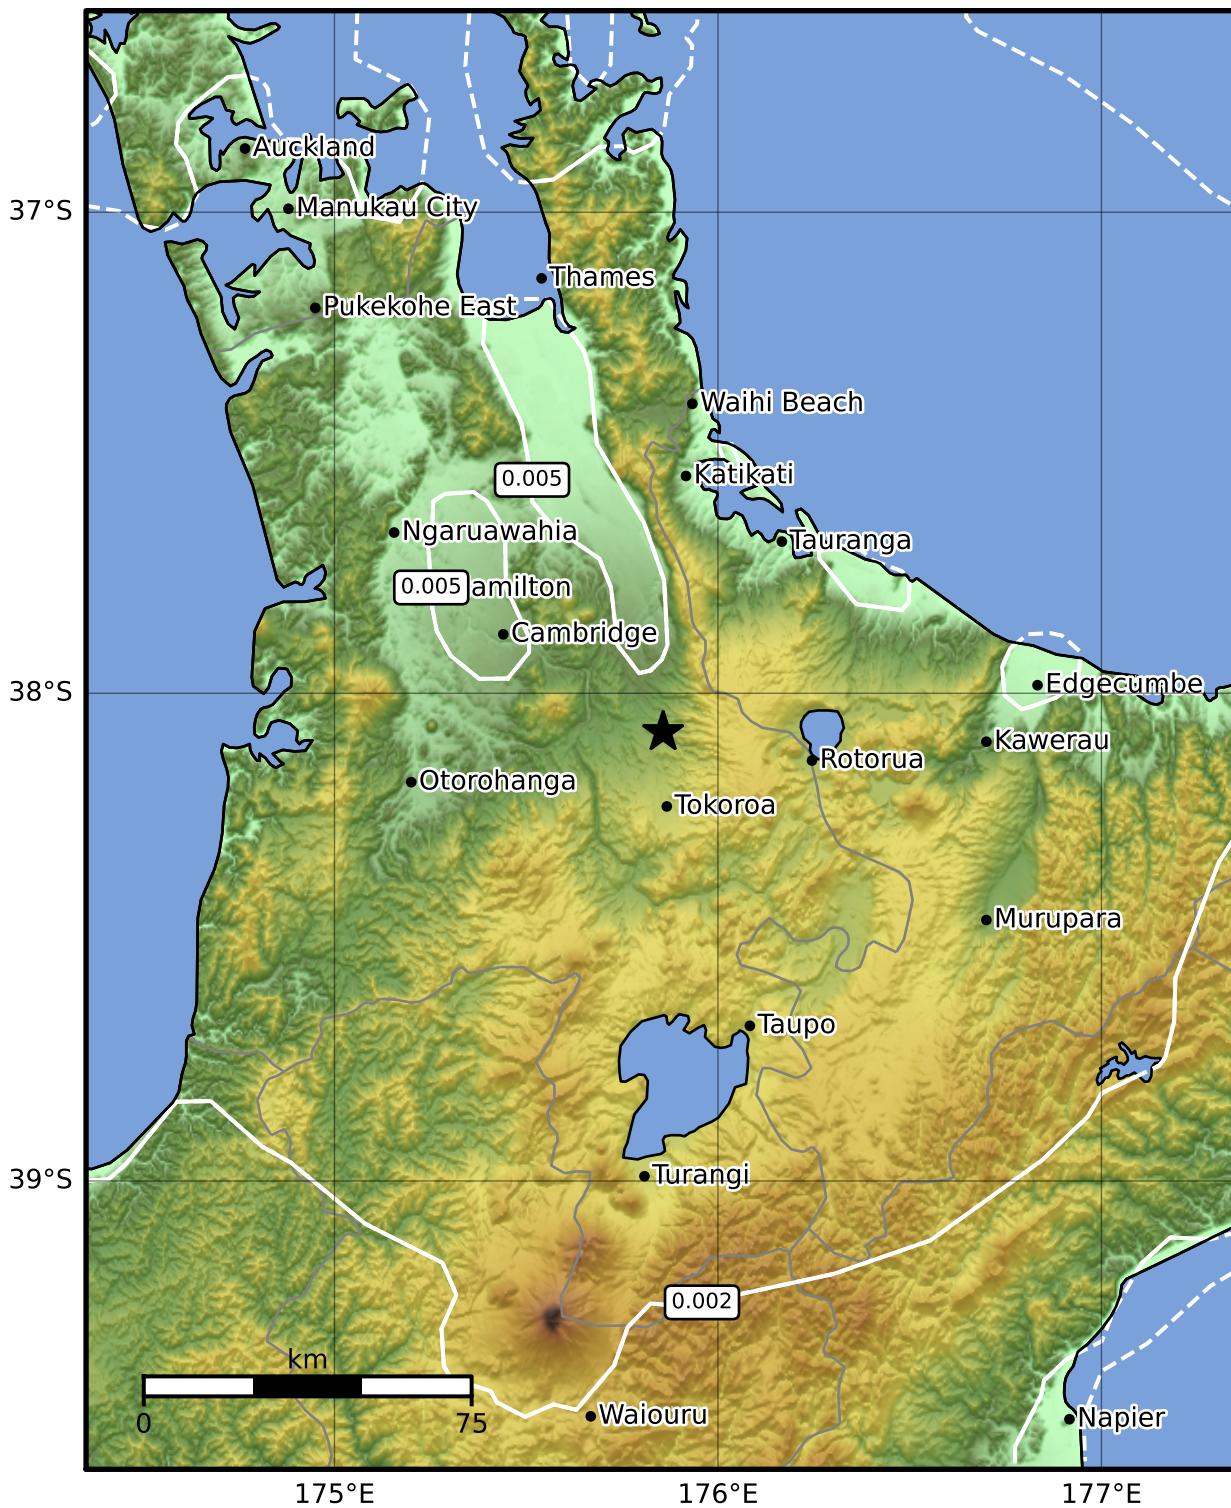 Auckland
37°S
Manukau City
Thames
Pukekohe East
Waihi Beach
Katikati
0.005
Ngaruawahia
Tauranga
0.005
amilton
Cambridge
38°S
Edgecumbe
Kawerau
Rotorua
Otorohanga
Tokoroa
Murupara
Taupo
39°S
Turangi
0.002
km
0
75
Waiouru
Napier
175°E
176°E
177°E